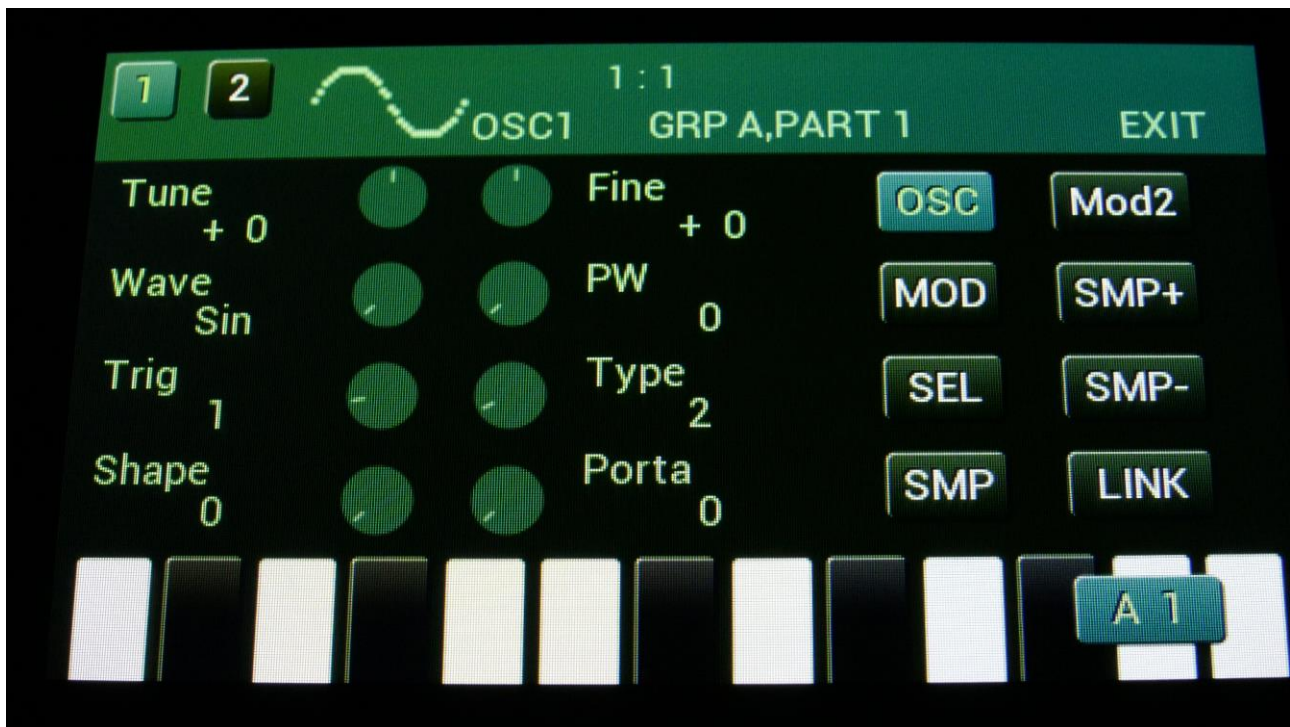 1 2 1 : 1
OSC1 GRP A,PART 1 EXIT
Tune Fine OSC Mod2
+ 0 + 0
Wave PW MOD SMP+
Sin 0
Trig Type SEL SMP-
1 2
Shape Porta SMP LINK
0 0
A 1